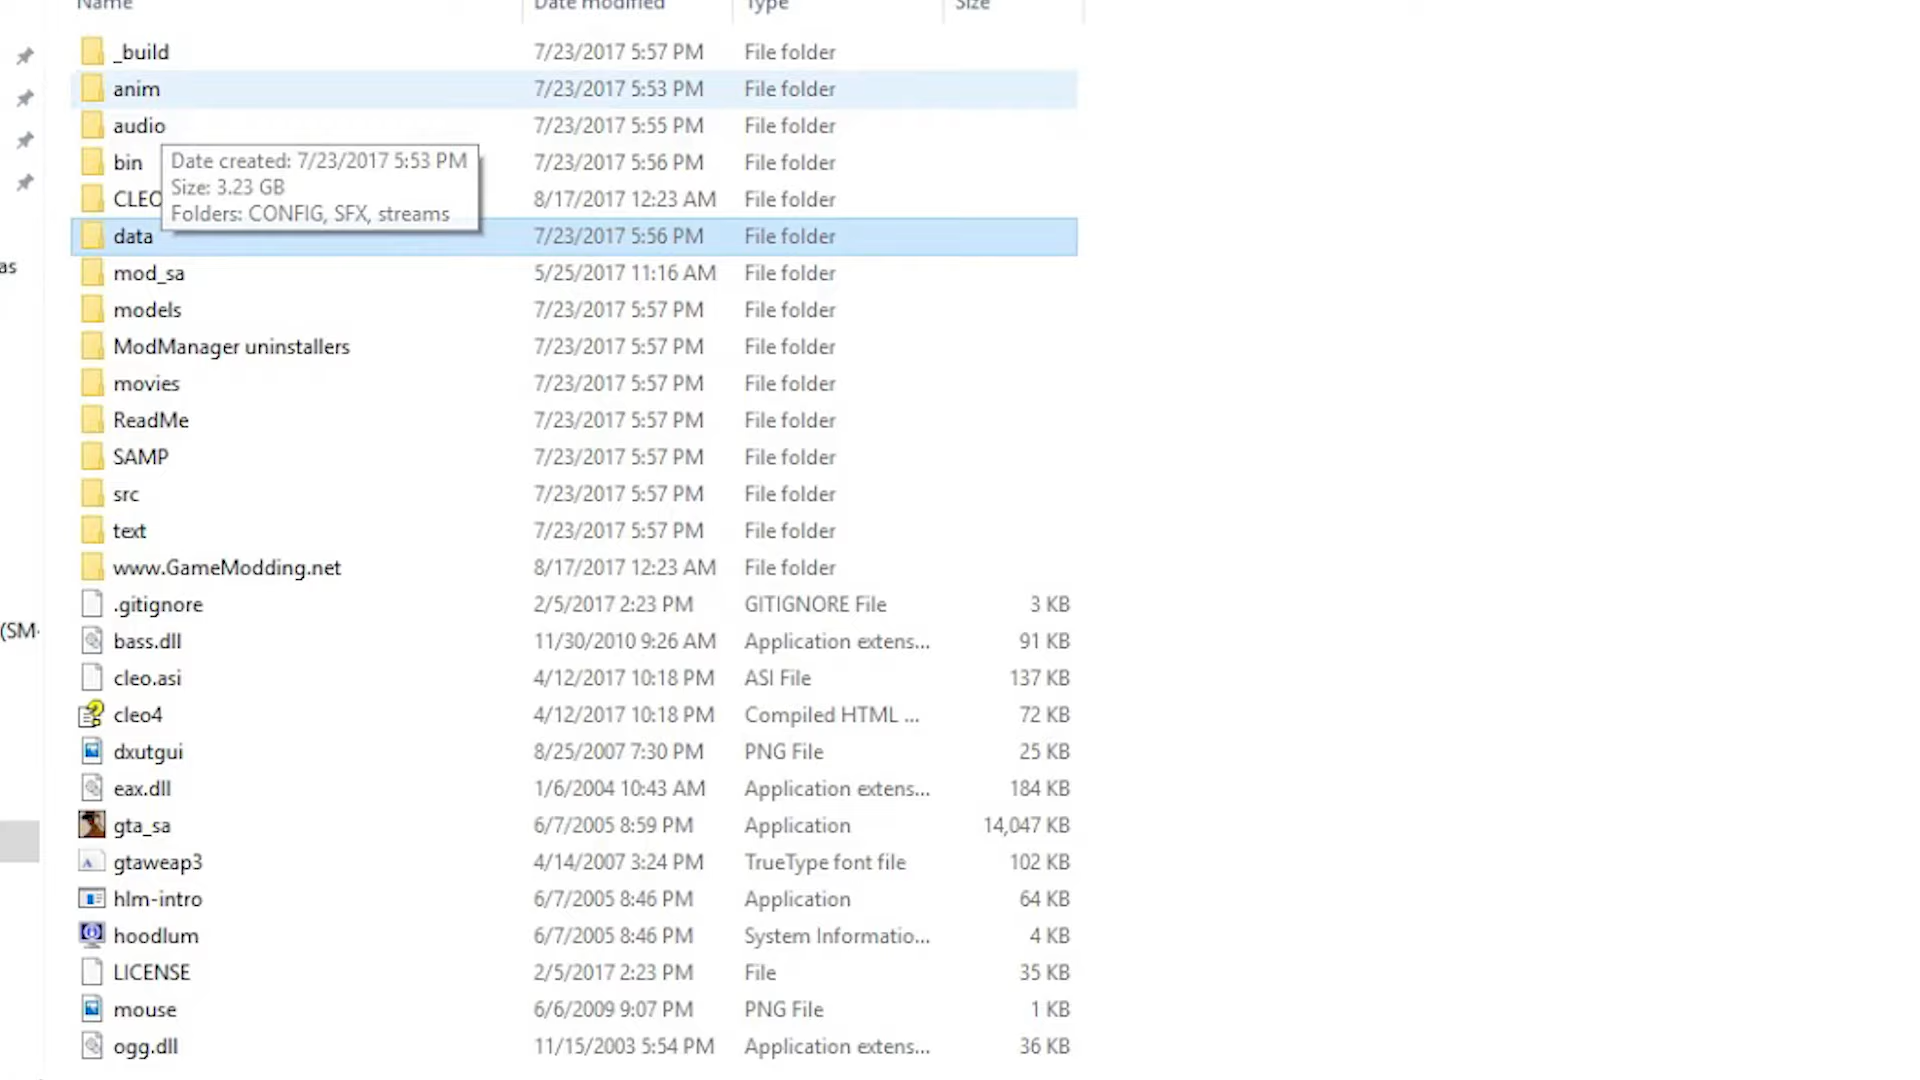 Name Date modified Type Size
_build 7/23/2017 5:57 PM File folder
anim 7/23/2017 5:53 PM File folder
audio 7/23/2017 5:55 PM File folder
bin 7/23/2017 5:56 PM File folder
Date created: 7/23/2017 5:53 PM
Size: 3.23 GB
Folders: CONFIG, SFX, streams
CLEO 8/17/2017 12:23 AM File folder
data 7/23/2017 5:56 PM File folder
as
mod_sa 5/25/2017 11:16 AM File folder
models 7/23/2017 5:57 PM File folder
ModManager uninstallers 7/23/2017 5:57 PM File folder
movies 7/23/2017 5:57 PM File folder
ReadMe 7/23/2017 5:57 PM File folder
SAMP 7/23/2017 5:57 PM File folder
src 7/23/2017 5:57 PM File folder
text 7/23/2017 5:57 PM File folder
www.GameModding.net 8/17/2017 12:23 AM File folder
.gitignore 2/5/2017 2:23 PM GITIGNORE File 3 KB
(SM-
bass.dll 11/30/2010 9:26 AM Application extens... 91 KB
cleo.asi 4/12/2017 10:18 PM ASI File 137 KB
cleo4 4/12/2017 10:18 PM Compiled HTML ... 72 KB
dxutgui 8/25/2007 7:30 PM PNG File 25 KB
eax.dll 1/6/2004 10:43 AM Application extens... 184 KB
gta_sa 6/7/2005 8:59 PM Application 14,047 KB
gtaweap3 4/14/2007 3:24 PM TrueType font file 102 KB
hlm-intro 6/7/2005 8:46 PM Application 64 KB
hoodlum 6/7/2005 8:46 PM System Informatio... 4 KB
LICENSE 2/5/2017 2:23 PM File 35 KB
mouse 6/6/2009 9:07 PM PNG File 1 KB
ogg.dll 11/15/2003 5:54 PM Application extens... 36 KB